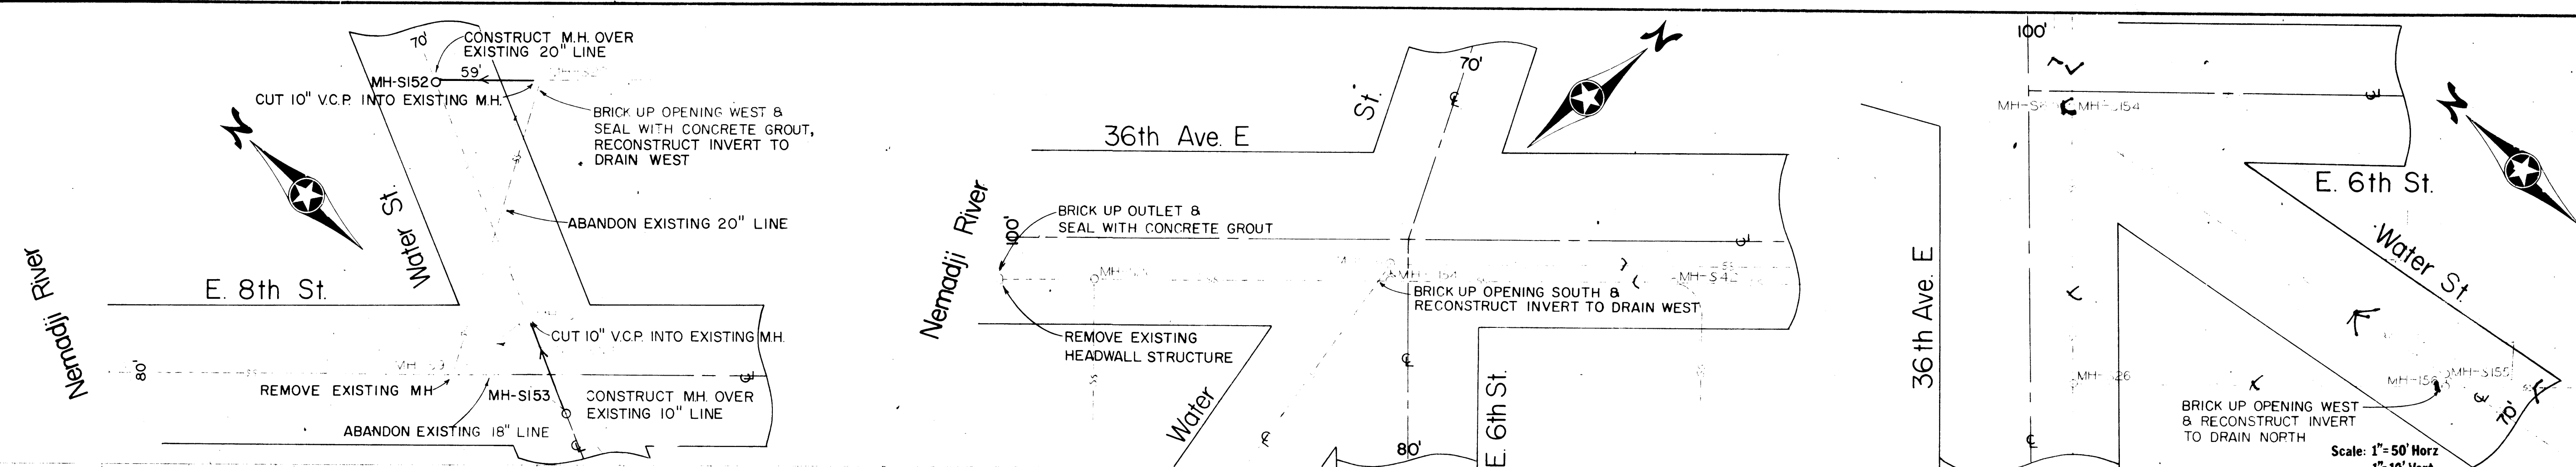 70'
CONSTRUCT M.H. OVER
EXISTING 20" LINE
59'
MH-S152
CUT 10" V.C.P. INTO EXISTING M.H.
BRICK UP OPENING WEST &
SEAL WITH CONCRETE GROUT,
RECONSTRUCT INVERT TO
DRAIN WEST
N
ABANDON EXISTING 20" LINE
Water St.
Nemadji River
E. 8th St.
CUT 10" V.C.P. INTO EXISTING M.H.
80'
REMOVE EXISTING MH
MH-S153
CONSTRUCT M.H. OVER
EXISTING 10" LINE
ABANDON EXISTING 18" LINE
70'
St.
N
36th Ave. E
Nemadji River
100'
BRICK UP OUTLET &
SEAL WITH CONCRETE GROUT
MH-S42
BRICK UP OPENING SOUTH &
RECONSTRUCT INVERT TO DRAIN WEST
REMOVE EXISTING
HEADWALL STRUCTURE
Water
80'
E. 6th St.
100'
MH-S154
N
E. 6th St.
Water St.
36th Ave. E
MH-S155
BRICK UP OPENING WEST
& RECONSTRUCT INVERT
TO DRAIN NORTH
70'
Scale: 1"=50' Horz